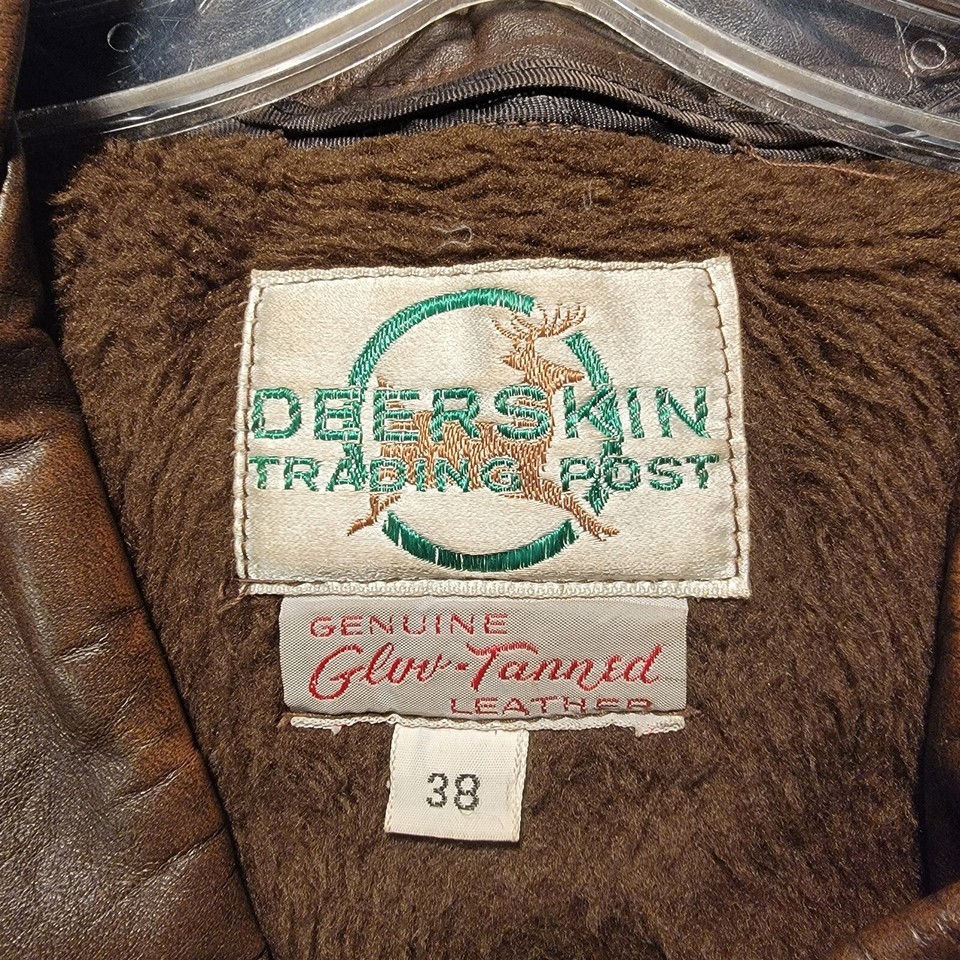 DEERSKIN
TRADING POST
GENUINE
Glov-Tanned
LEATHER
38